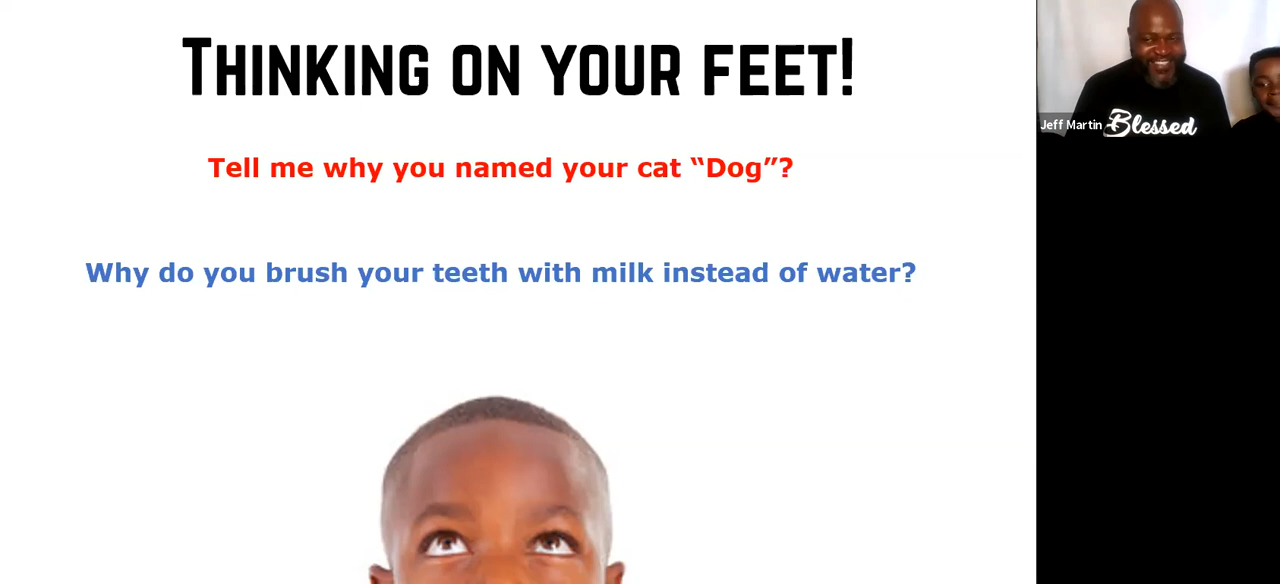 THINKING ON YOUR FEET!
Tell me why you named your cat “Dog”?
Why do you brush your teeth with milk instead of water?
Jeff Martin
Blessed